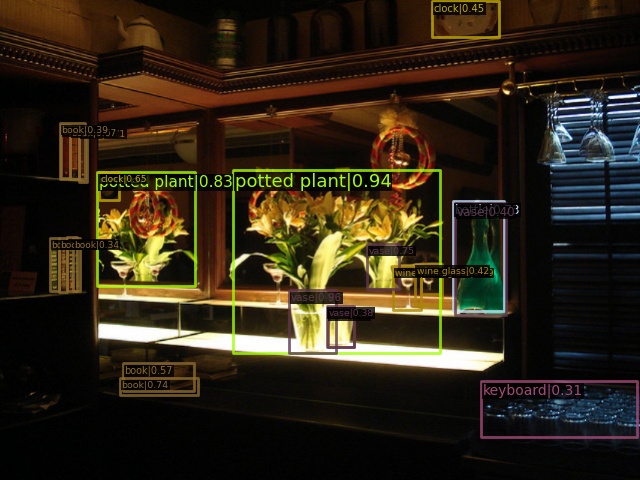 clock|0.45
book|0.39
clock|0.65
potted plant|0.83
potted plant|0.94
vase|0.40
book|0.34
vase|0.75
wine
wine glass|0.42
vase|0.96
vase|0.38
book|0.57
book|0.74
keyboard|0.31